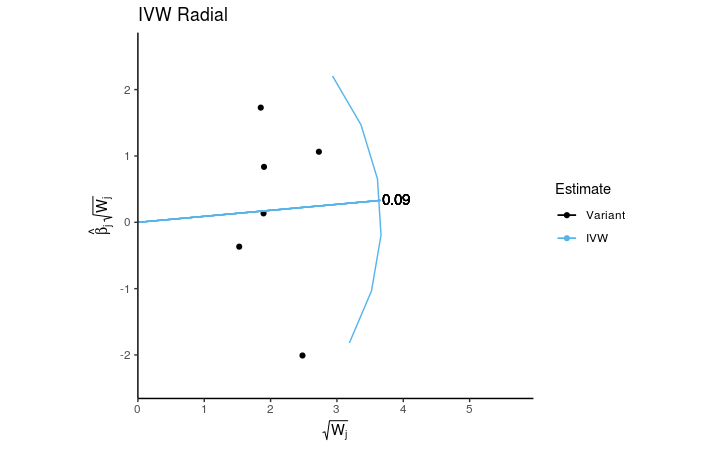 IVW Radial
2
1
0
-1
-2
β̂j√Wj
0.09
0 1 2 3 4 5
√Wj
Estimate
Variant
IVW